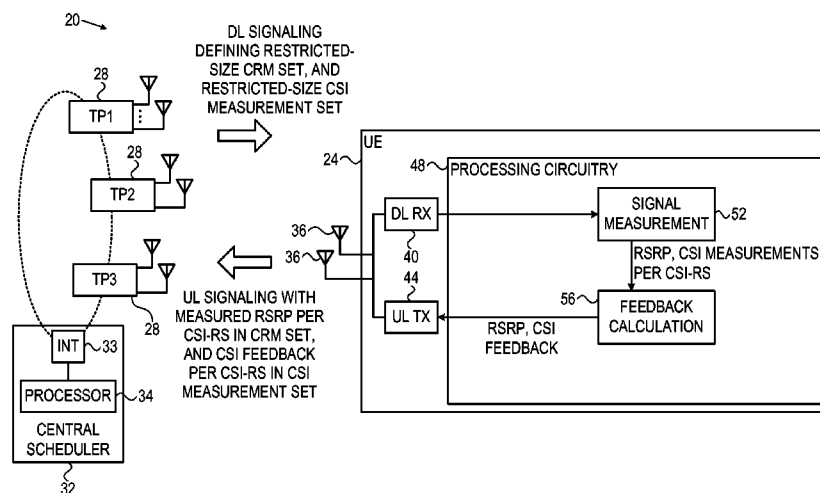 20
DL SIGNALING
DEFINING RESTRICTED-
SIZE CRM SET, AND
RESTRICTED-SIZE CSI
MEASUREMENT SET
28
TP1
28
TP2
TP3
28
UL SIGNALING WITH
MEASURED RSRP PER
CSI-RS IN CRM SET,
AND CSI FEEDBACK
PER CSI-RS IN CSI
MEASUREMENT SET
INT
33
PROCESSOR
34
CENTRAL
SCHEDULER
32
UE
24
48
PROCESSING CIRCUITRY
36
36
DL RX
40
44
UL TX
SIGNAL
MEASUREMENT
52
RSRP, CSI MEASUREMENTS
PER CSI-RS
56
FEEDBACK
CALCULATION
RSRP, CSI
FEEDBACK